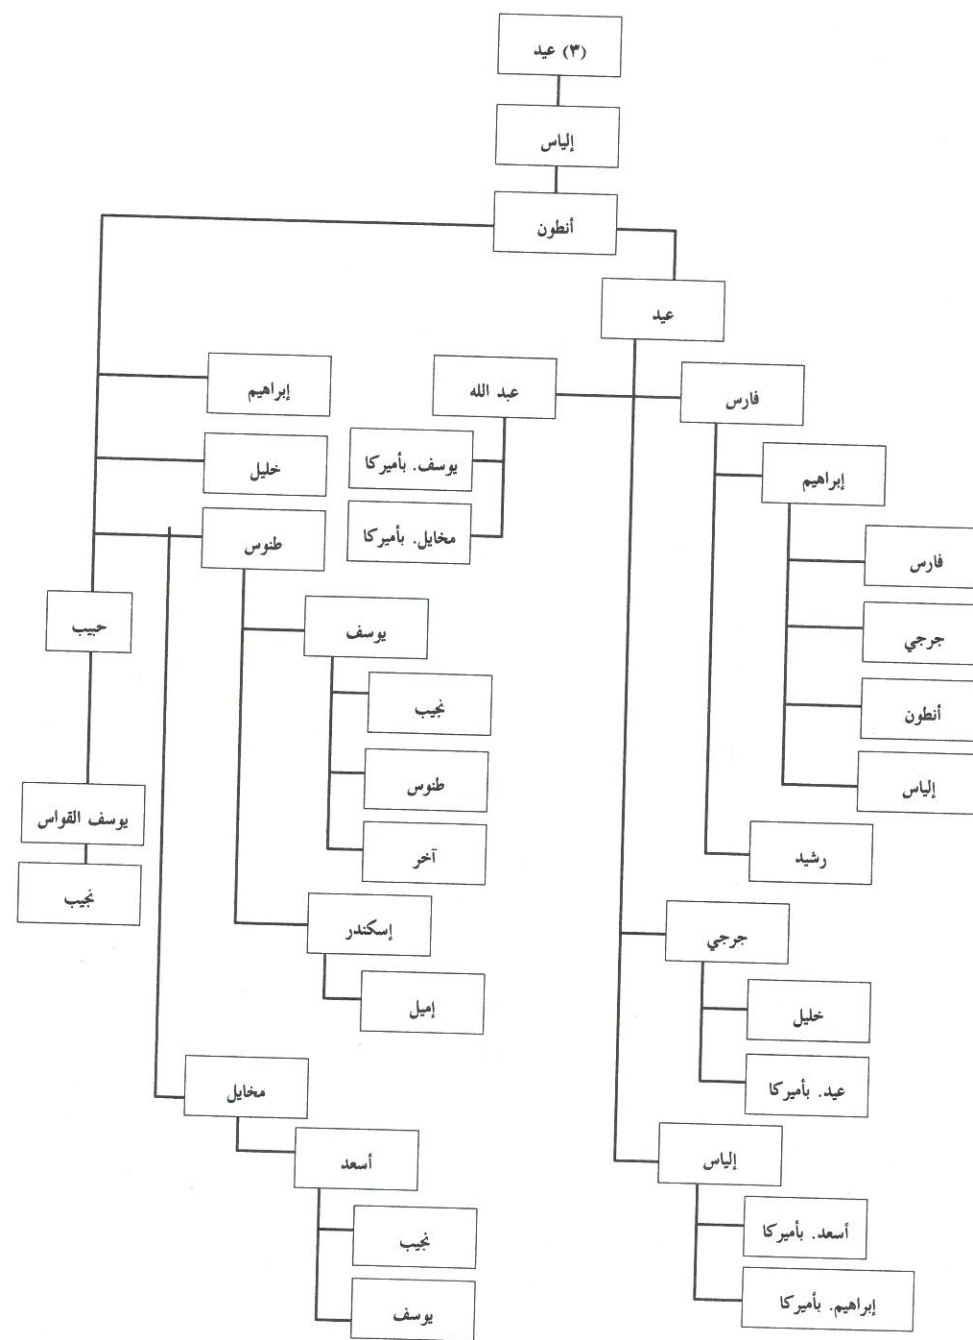 (٣) عيد
إلياس
أنطون
عيد
فارس
عبد الله
إبراهيم
إبراهيم
خليل
يوسف. بأميركا
مخايل. بأميركا
طنوس
فارس
جرجي
أنطون
إلياس
حبيب
يوسف
نجيب
طنوس
آخر
يوسف القواس
نجيب
رشيد
إسكندر
إميل
جرجي
خليل
عيد. بأميركا
مخايل
أسعد
نجيب
يوسف
إلياس
أسعد. بأميركا
إبراهيم. بأميركا